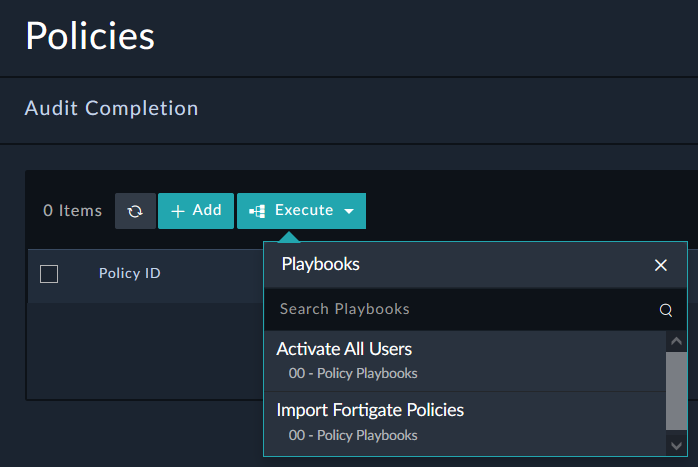 Policies
Audit Completion
0 Items
Add
Execute
Playbooks
Policy ID
Search Playbooks
Activate All Users
00 - Policy Playbooks
Import Fortigate Policies
00 - Policy Playbooks